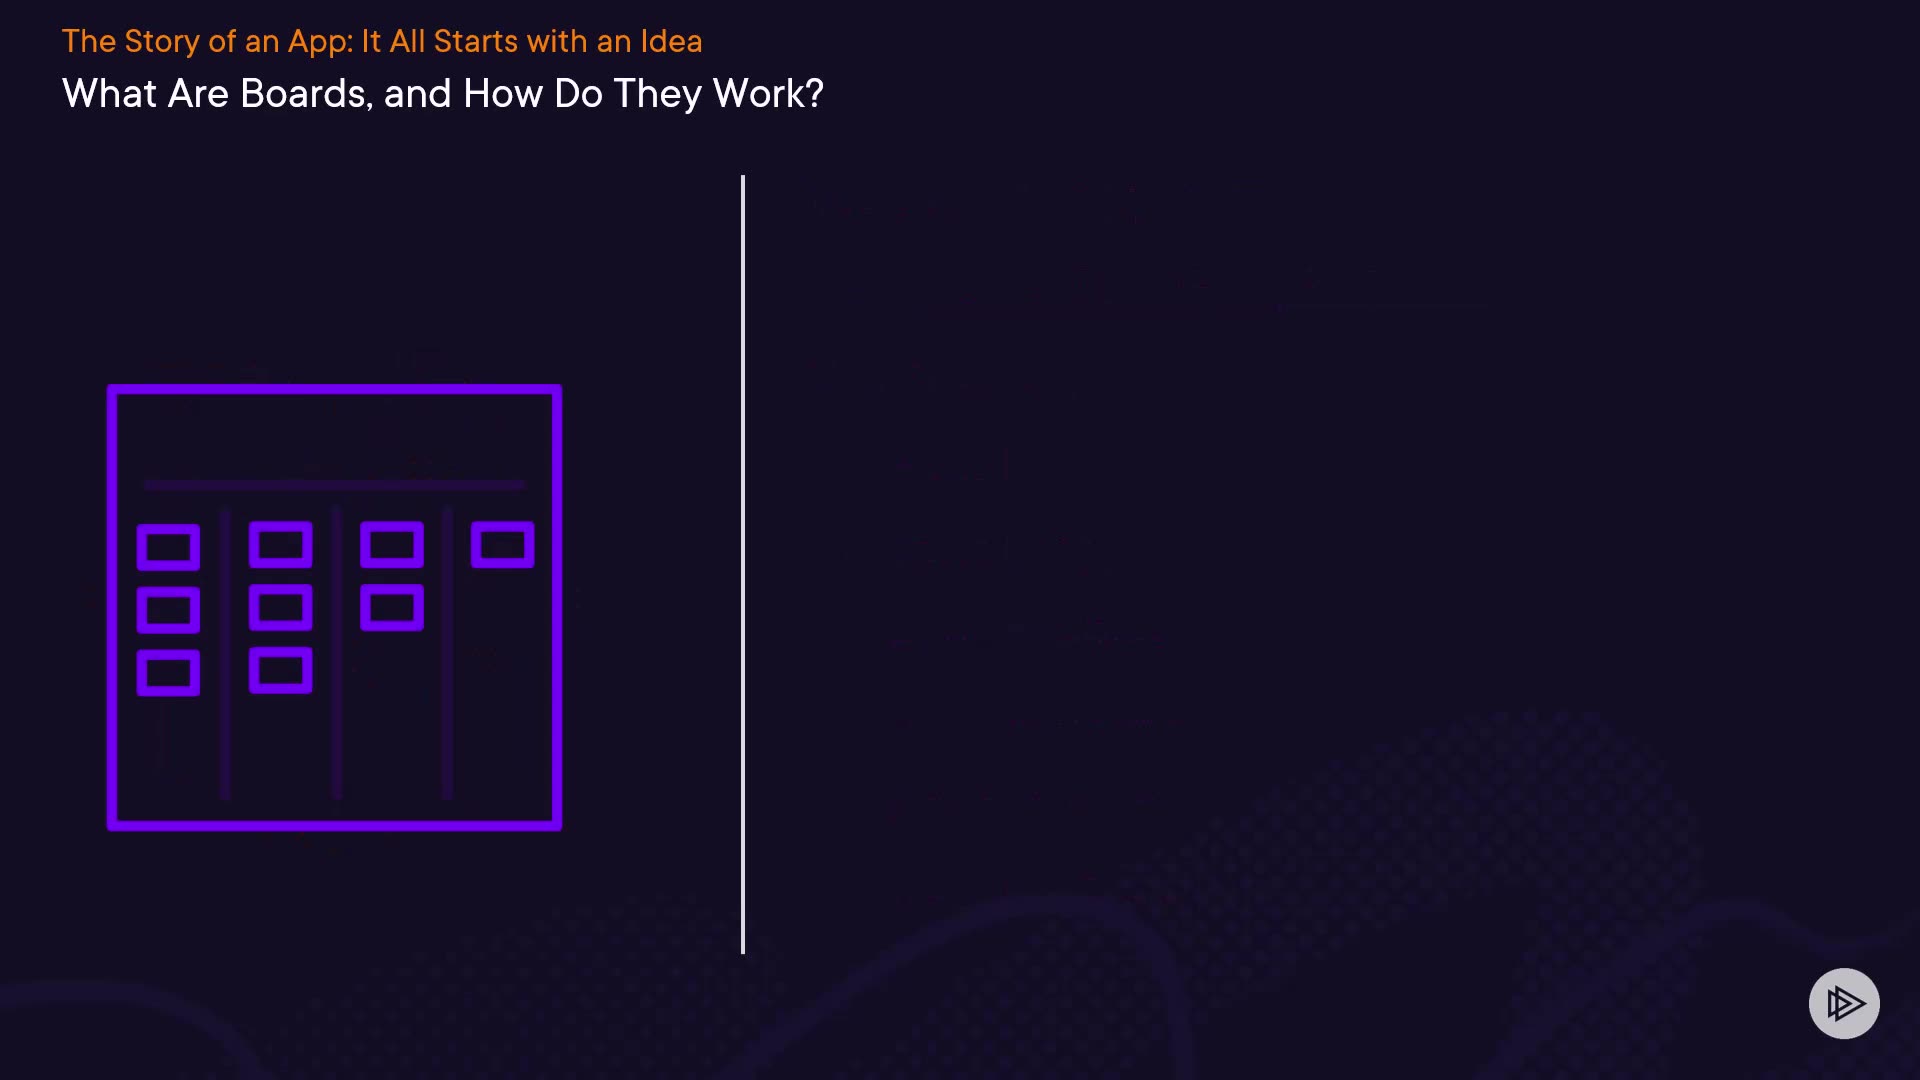 The Story of an App: It All Starts with an Idea
What Are Boards, and How Do They Work?